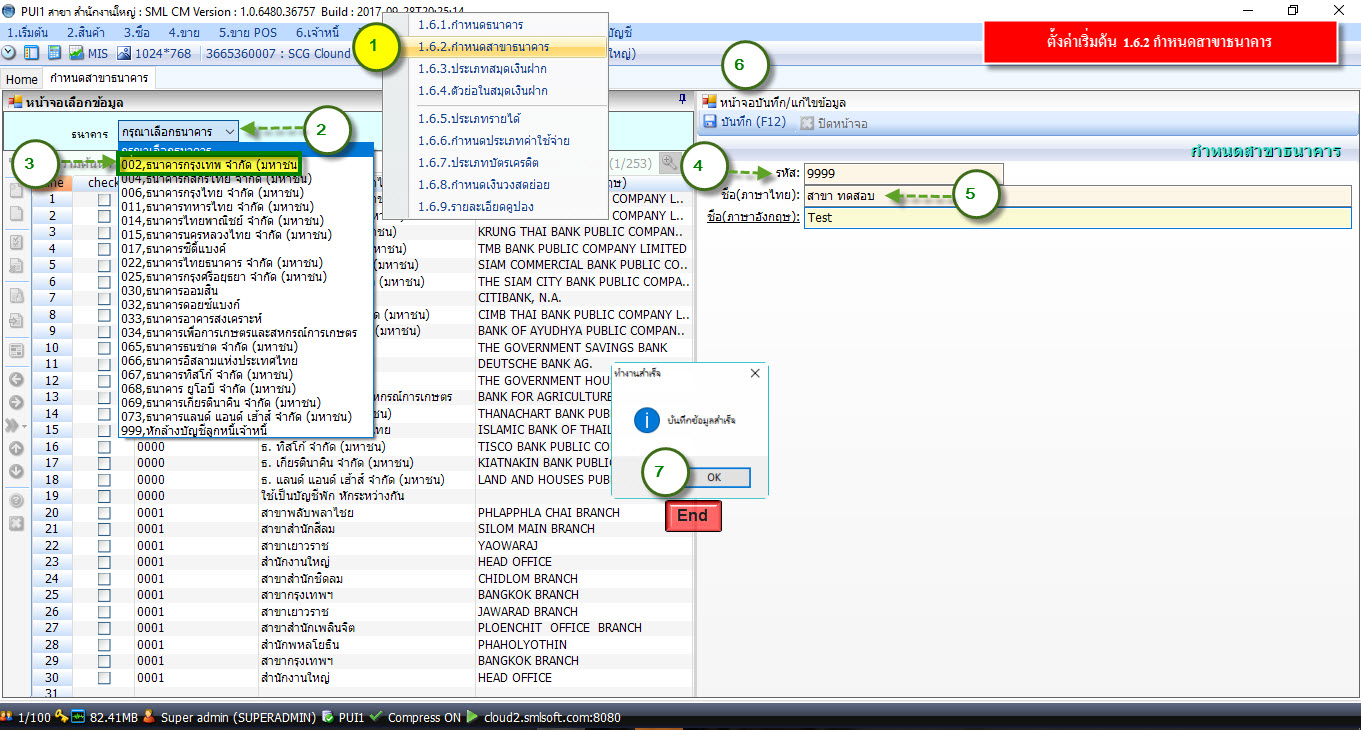 PUI1 สาขา สำนักงานใหญ่ : SML CM Version : 1.0.6480.36757 Build : 2017-09-28T20:25:14
1.เริ่มต้น 2.สินค้า 3.ซื้อ 4.ขาย 5.ขาย POS 6.เจ้าหนี้
MIS 1024*768 3665360007 : SCG Clound
Home กำหนดสาขาธนาคาร
1.6.1.กำหนดธนาคาร
1.6.2.กำหนดสาขาธนาคาร
1.6.3.ประเภทสมุดเงินฝาก
1.6.4.ตัวย่อในสมุดเงินฝาก
1.6.5.ประเภทรายได้
1.6.6.กำหนดประเภทค่าใช้จ่าย
1.6.7.ประเภทบัตรเครดิต
1.6.8.กำหนดเงินวงสดย่อย
1.6.9.รายละเอียดคูปอง
1
ตั้งค่าเริ่มต้น 1.6.2 กำหนดสาขาธนาคาร
6
หน้าจอเลือกข้อมูล
ธนาคาร กรุณาเลือกธนาคาร
2
3
กรุณาเลือกธนาคาร
002,ธนาคารกรุงเทพ จำกัด (มหาชน
004,ธนาคารกสิกรไทย จำกัด (มหาชน)
006,ธนาคารกรุงไทย จำกัด (มหาชน)
011,ธนาคารทหารไทย จำกัด (มหาชน)
014,ธนาคารไทยพาณิชย์ จำกัด (มหาชน)
015,ธนาคารนครหลวงไทย จำกัด (มหาชน)
017,ธนาคารซิตี้แบงค์
022,ธนาคารไทยธนาคาร จำกัด (มหาชน)
025,ธนาคารกรุงศรีอยุธยา จำกัด (มหาชน)
030,ธนาคารออมสิน
032,ธนาคารดอยซ์แบงก์
033,ธนาคารอาคารสงเคราะห์
034,ธนาคารเพื่อการเกษตรและสหกรณ์การเกษตร
065,ธนาคารธนชาต จำกัด (มหาชน)
066,ธนาคารอิสลามแห่งประเทศไทย
067,ธนาคารทิสโก้ จำกัด (มหาชน)
068,ธนาคาร ยูโอบี จำกัด (มหาชน)
069,ธนาคารเกียรตินาคิน จำกัด (มหาชน)
073,ธนาคารแลนด์ แอนด์ เฮ้าส์ จำกัด (มหาชน)
999,หักล้างบัญชีลูกหนี้เจ้าหนี้
(1/253)
check
1 COMPANY L..
2 COMPANY L..
3 KRUNG THAI BANK PUBLIC COMPAN..
4 TMB BANK PUBLIC COMPANY LIMITED
5 (มหาชน) SIAM COMMERCIAL BANK PUBLIC CO..
6 (มหาชน) THE SIAM CITY BANK PUBLIC COMPA..
7 CITIBANK, N.A.
8 (มหาชน) CIMB THAI BANK PUBLIC COMPANY L..
9 (มหาชน) BANK OF AYUDHYA PUBLIC COMPAN..
10 THE GOVERNMENT SAVINGS BANK
11 DEUTSCHE BANK AG.
12 THE GOVERNMENT HOU
13 BANK FOR AGRICULTURE
14 THANACHART BANK PUB
15 ISLAMIC BANK OF THAIL
16 0000 ธ. ทิสโก้ จำกัด (มหาชน) TISCO BANK PUBLIC CO
17 0000 ธ. เกียรตินาคิน จำกัด (มหาชน) KIATNAKIN BANK PUBLI
18 0000 ธ. แลนด์ แอนด์ เฮ้าส์ จำกัด (มหาชน) LAND AND HOUSES PUB
19 0000 ใช้เป็นบัญชีพัก หักระหว่างกัน
20 0001 สาขาพลับพลาไชย PHLAPPHLA CHAI BRANCH
21 0001 สาขาสำนักสีลม SILOM MAIN BRANCH
22 0001 สาขาเยาวราช YAOWARAJ
23 0001 สำนักงานใหญ่ HEAD OFFICE
24 0001 สาขาสำนักชิดลม CHIDLOM BRANCH
25 0001 สาขากรุงเทพฯ BANGKOK BRANCH
26 0001 สาขาเยาวราช JAWARAD BRANCH
27 0001 สาขาสำนักเพลินจิต PLOENCHIT OFFICE BRANCH
28 0001 สำนักพหลโยธิน PHAHOLYOTHIN
29 0001 สาขากรุงเทพฯ BANGKOK BRANCH
30 0001 สำนักงานใหญ่ HEAD OFFICE
31
หน้าจอบันทึก/แก้ไขข้อมูล
บันทึก (F12) ปิดหน้าจอ
กำหนดสาขาธนาคาร
4
รหัส: 9999
ชื่อ(ภาษาไทย): สาขา ทดสอบ
5
ชื่อ(ภาษาอังกฤษ): Test
ทำงานสำเร็จ
บันทึกข้อมูลสำเร็จ
7
OK
End
1/100 82.41MB Super admin (SUPERADMIN) PUI1 Compress ON cloud2.smlsoft.com:8080